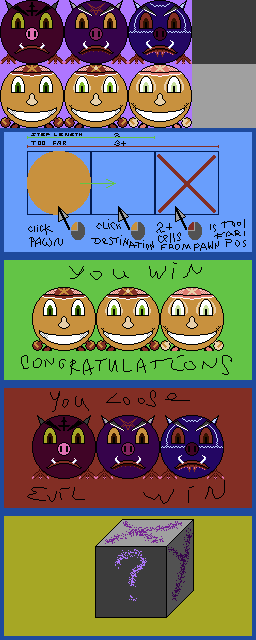 STEP LENGTH 2
TOO FAR 3+
CLICK PAWN
CLICK DESTINATION
2+ CELLS FROM PAWN
IS TOO FAR! POS
YOU WIN
CONGRATULATIONS
YOU LOOSE
EVIL WIN
?